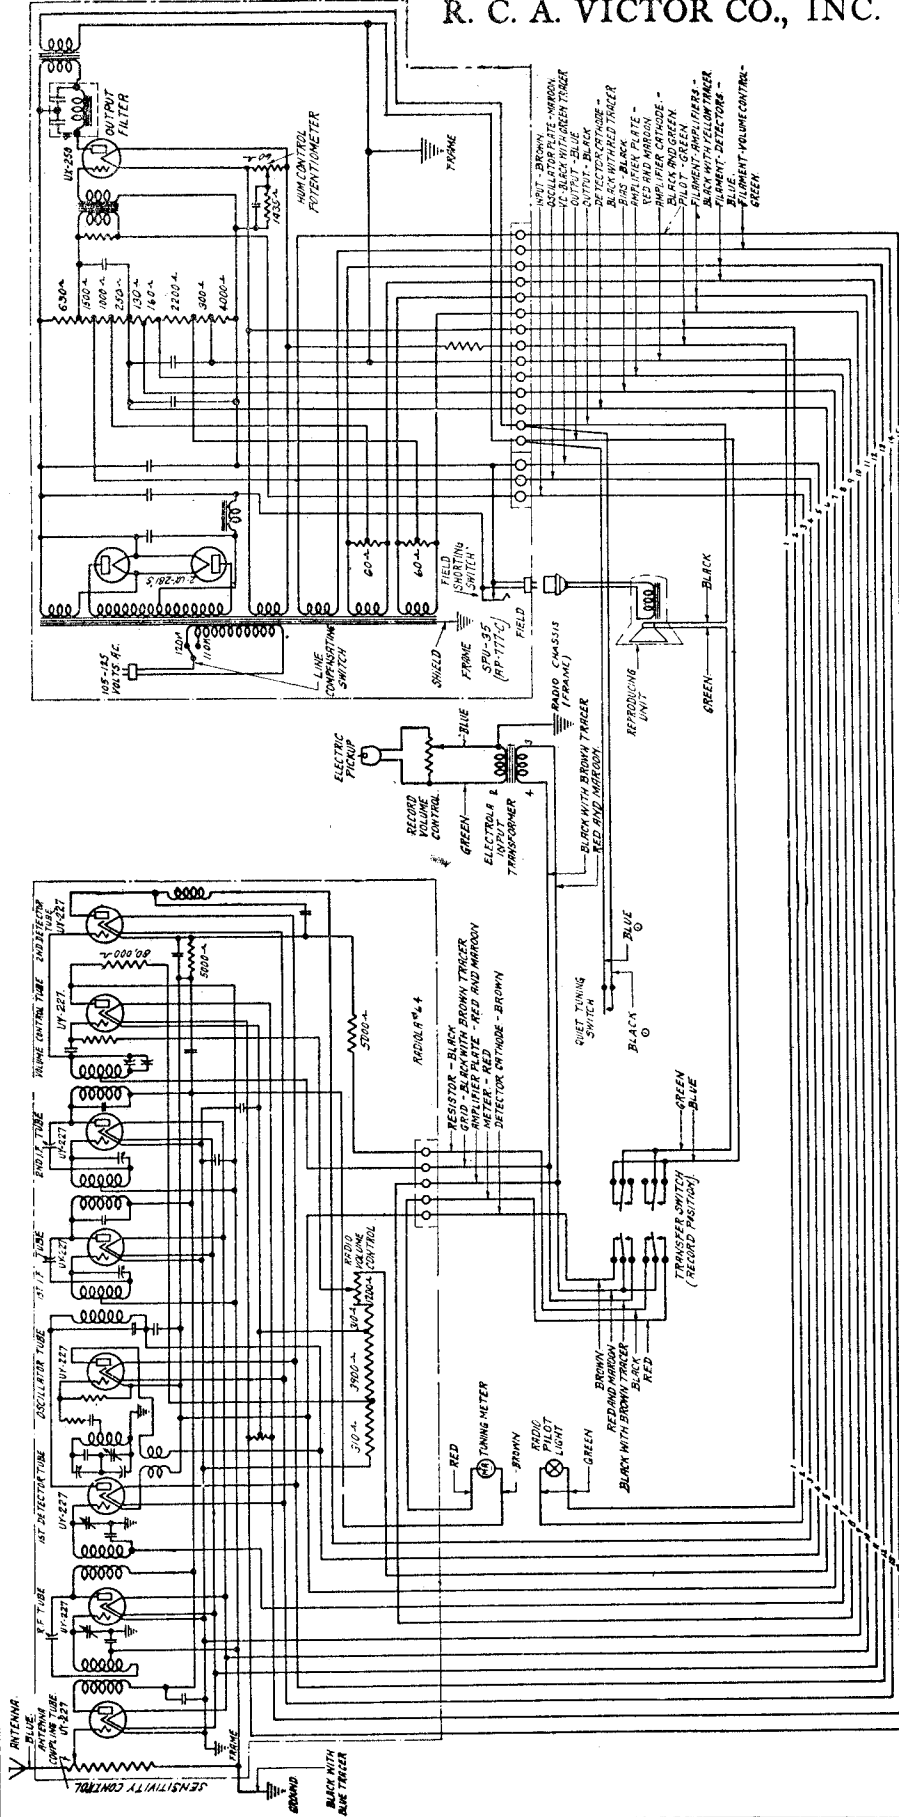 R. C. A. VICTOR CO., INC.
OUTPUT
FILTER
UX-250
HUM CONTROL
POTENTIOMETER
60Ω
1435Ω
FRAME
630Ω
1500Ω
1000Ω
250Ω
130Ω
160Ω
2200Ω
300Ω
4000Ω
INPUT - BROWN.
OSCILLATOR PLATE - MAROON.
VC - BLACK WITH GREEN TRACER
OUTPUT - BLUE
OUTPUT - BLACK
DETECTOR CATHODE -
BLACK WITH RED TRACER
BIAS - BLACK
AMPLIFIER PLATE -
RED AND MAROON
AMPLIFIER CATHODE. -
BLACK AND GREEN.
PILOT - GREEN
FILAMENT - AMPLIFIERS. -
BLACK WITH YELLOW TRACER
FILAMENT - DETECTORS. -
BLUE.
FILAMENT - VOLUME CONTROL -
GREEN.
2-UX-281'S
60Ω
60Ω
FIELD
SHORTING
SWITCH
105-125
VOLTS A.C.
120V
110V
LINE
COMPENSATING
SWITCH
SHIELD
FRAME
SPU-35
(AP-777-C)
FIELD
ELECTRIC
PICKUP
RECORD
VOLUME
CONTROL.
BLUE
GREEN
ELECTROLA
INPUT
TRANSFORMER
2
3
4
RADIO CHASSIS
(FRAME)
BLACK WITH BROWN TRACER
RED AND MAROON.
REPRODUCING
UNIT
BLACK
GREEN
QUIET TUNING
SWITCH
BLUE
BLACK
2ND DETECTOR
TUBE
UY-227
VOLUME CONTROL TUBE
UY-227.
80,000Ω
5000Ω
2ND I.F. TUBE
UY-227
1ST I.F. TUBE
UY-227
OSCILLATOR TUBE
UY-227
1ST DETECTOR TUBE
UY-227
R F TUBE
UY-227
ANTENNA
COUPLING TUBE.
UY-227
ANTENNA.
BLUE.
SENSITIVITY CONTROL
FRAME
GROUND
BLACK WITH
BLUE TRACER
RADIOLA #64
RESISTOR - BLACK
GRID - BLACK WITH BROWN TRACER
AMPLIFIER PLATE - RED AND MAROON
METER - RED
DETECTOR CATHODE - BROWN
RADIO
VOLUME
CONTROL
310Ω
3900Ω
310Ω
1200Ω
RED
TUNING METER
BROWN
RADIO
PILOT
LIGHT
GREEN
GREEN
BLUE
TRANSFER SWITCH
(RECORD POSITION).
BROWN
RED AND MAROON
BLACK WITH BROWN TRACER
BLACK
RED